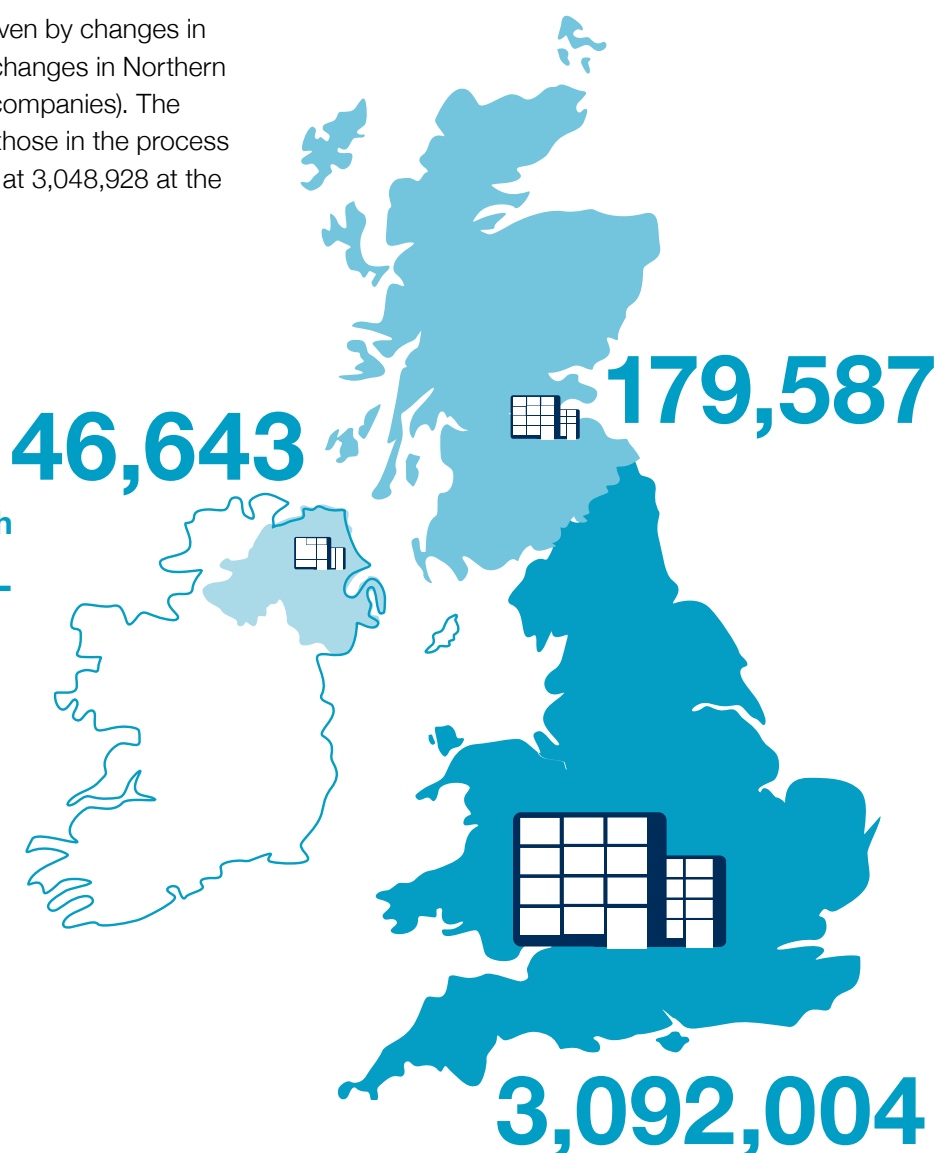 ven by changes in
changes in Northern
companies). The
those in the process
at 3,048,928 at the
179,587
46,643
h
3,092,004